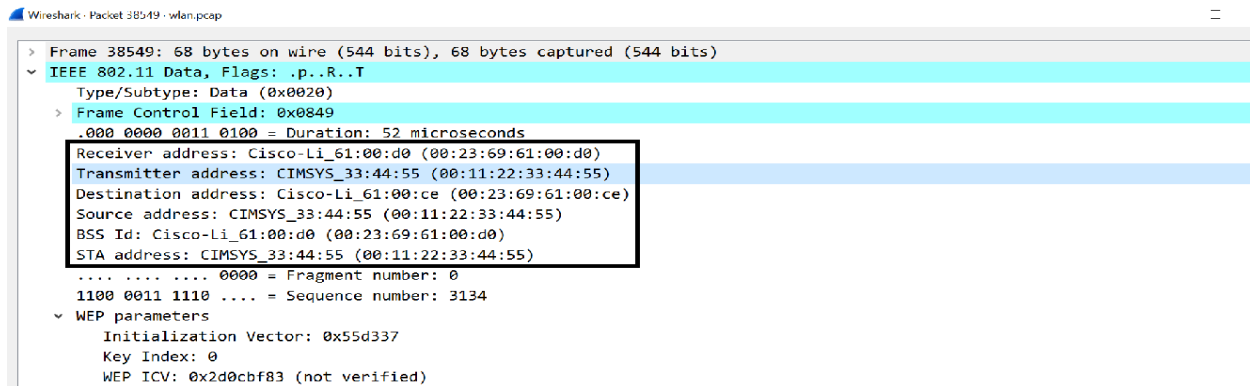 Wireshark · Packet 38549 · wlan.pcap
Frame 38549: 68 bytes on wire (544 bits), 68 bytes captured (544 bits)
IEEE 802.11 Data, Flags: .p..R..T
Type/Subtype: Data (0x0020)
Frame Control Field: 0x0849
.000 0000 0011 0100 = Duration: 52 microseconds
Receiver address: Cisco-Li_61:00:d0 (00:23:69:61:00:d0)
Transmitter address: CIMSYS_33:44:55 (00:11:22:33:44:55)
Destination address: Cisco-Li_61:00:ce (00:23:69:61:00:ce)
Source address: CIMSYS_33:44:55 (00:11:22:33:44:55)
BSS Id: Cisco-Li_61:00:d0 (00:23:69:61:00:d0)
STA address: CIMSYS_33:44:55 (00:11:22:33:44:55)
.... .... .... 0000 = Fragment number: 0
1100 0011 1110 .... = Sequence number: 3134
WEP parameters
Initialization Vector: 0x55d337
Key Index: 0
WEP ICV: 0x2d0cbf83 (not verified)